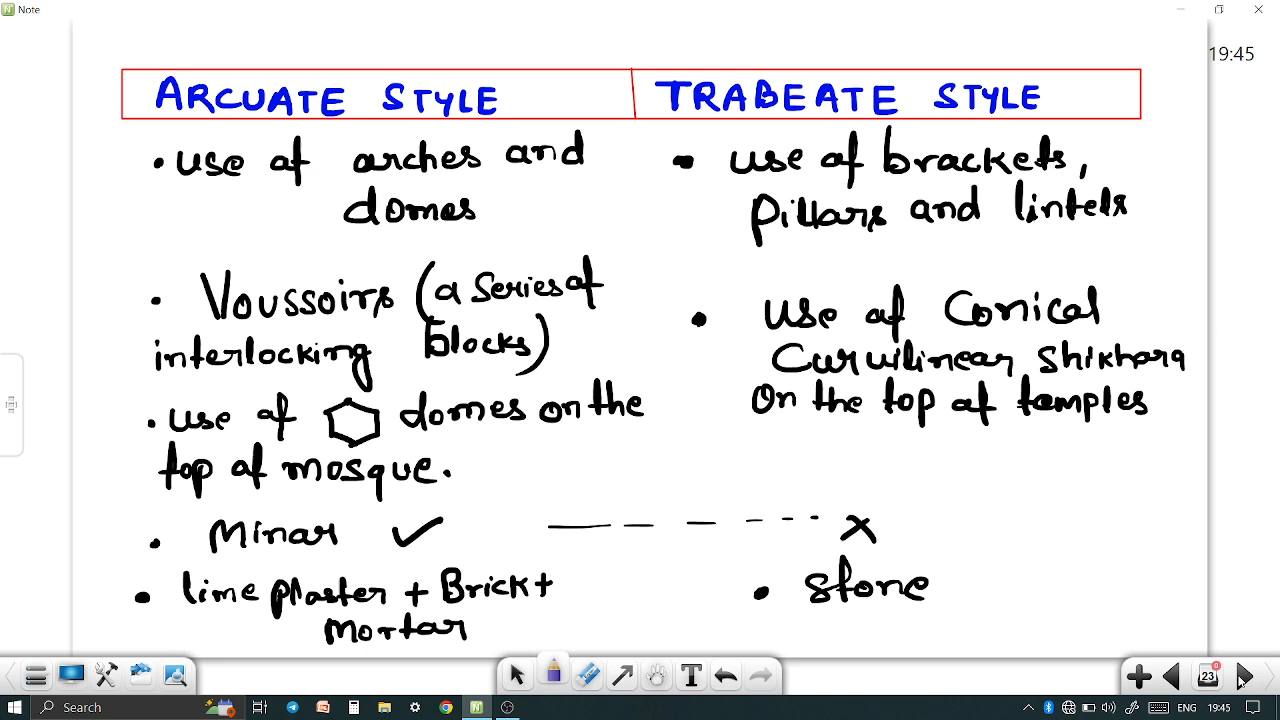 Note
19:45
ARCUATE STYLE
TRABEATE STYLE
• use of arches and
domes
• Voussoirs (a series of
interlocking blocks)
• use of domes on the
top of mosque.
• Minar ✓ — — — - - - x
• lime plaster + Brick +
Mortar
• use of brackets,
Pillars and lintels
• use of Conical
Curvilinear Shikhara
On the top of temples
• Stone
T
23
0
Search
ENG
19:45